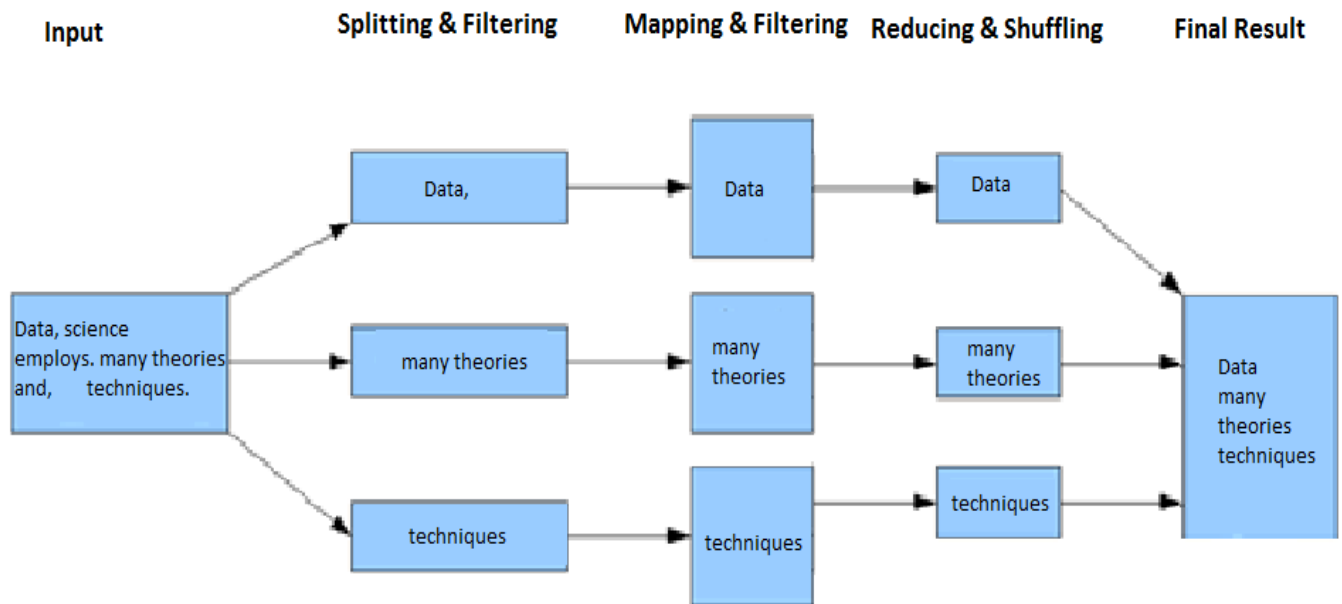 Input
Splitting & Filtering
Mapping & Filtering
Reducing & Shuffling
Final Result
Data, science
employs. many theories
and, techniques.
Data,
many theories
techniques
Data
many
theories
techniques
Data
many
theories
techniques
Data
many
theories
techniques